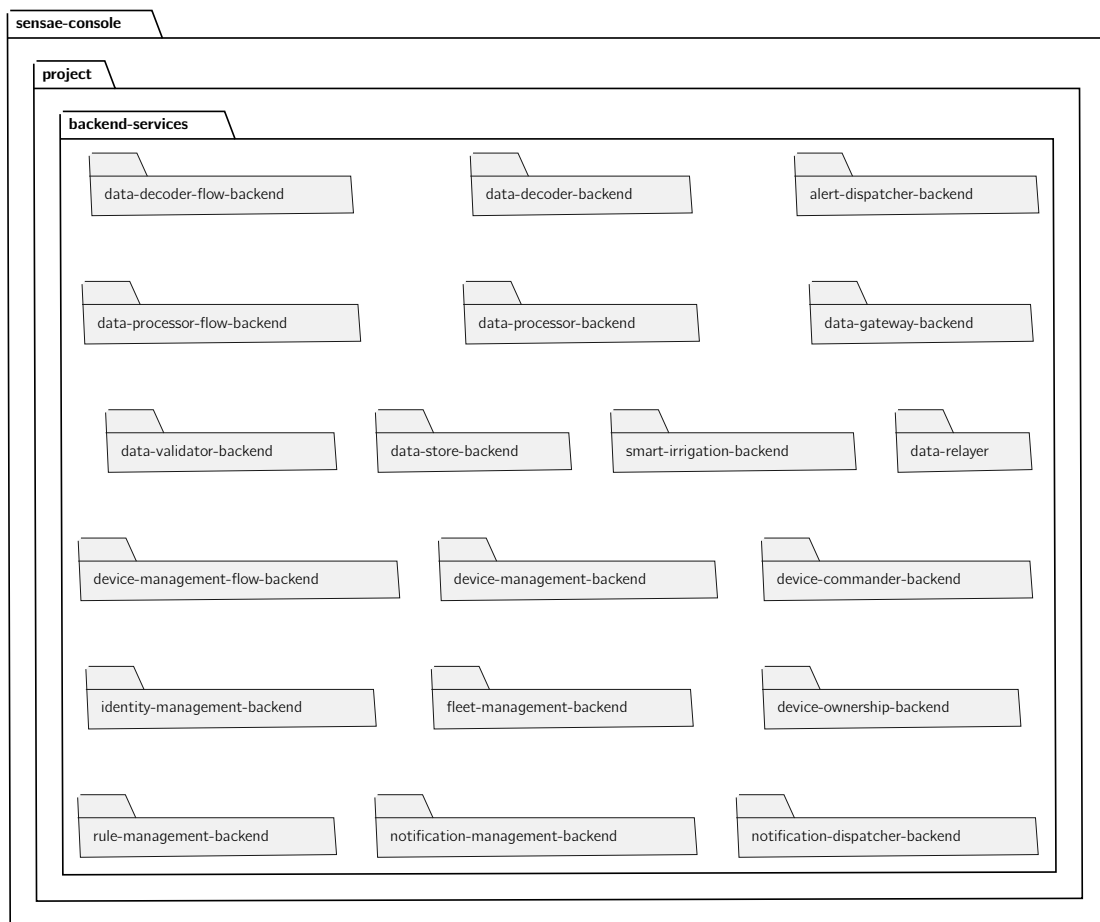 sensae-console
project
backend-services
data-decoder-flow-backend
data-decoder-backend
alert-dispatcher-backend
data-processor-flow-backend
data-processor-backend
data-gateway-backend
data-validator-backend
data-store-backend
smart-irrigation-backend
data-relayer
device-management-flow-backend
device-management-backend
device-commander-backend
identity-management-backend
fleet-management-backend
device-ownership-backend
rule-management-backend
notification-management-backend
notification-dispatcher-backend